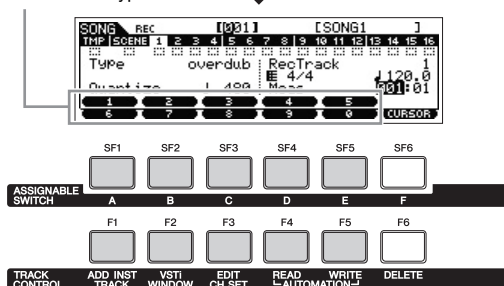 SONG REC [001] [SONG1 ]
TMP SCENE 1 2 3 4 5 6 7 8 9 10 11 12 13 14 15 16
Type overdub RecTrack 1
4/4 ♩120.0
Quantize ♩ 480 Meas 001:01
1 2 3 4 5
6 7 8 9 0 CURSOR
SF1 SF2 SF3 SF4 SF5 SF6
ASSIGNABLE SWITCH A B C D E F
F1 F2 F3 F4 F5 F6
TRACK CONTROL ADD INST TRACK VSTi WINDOW EDIT CH SET READ WRITE DELETE
AUTOMATION